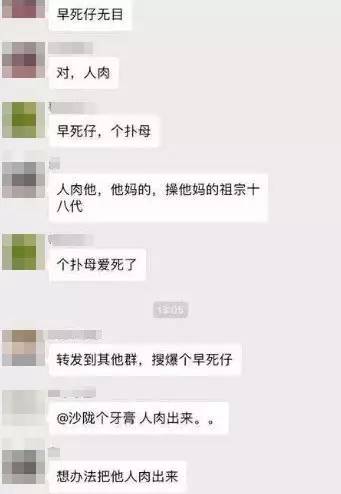 早死仔无目
对，人肉
早死仔，个扑母
人肉他，他妈的，操他妈的祖宗十
八代
个扑母爱死了
13:05
转发到其他群，搜爆个早死仔
@沙陇个牙膏 人肉出来。。
想办法把他人肉出来